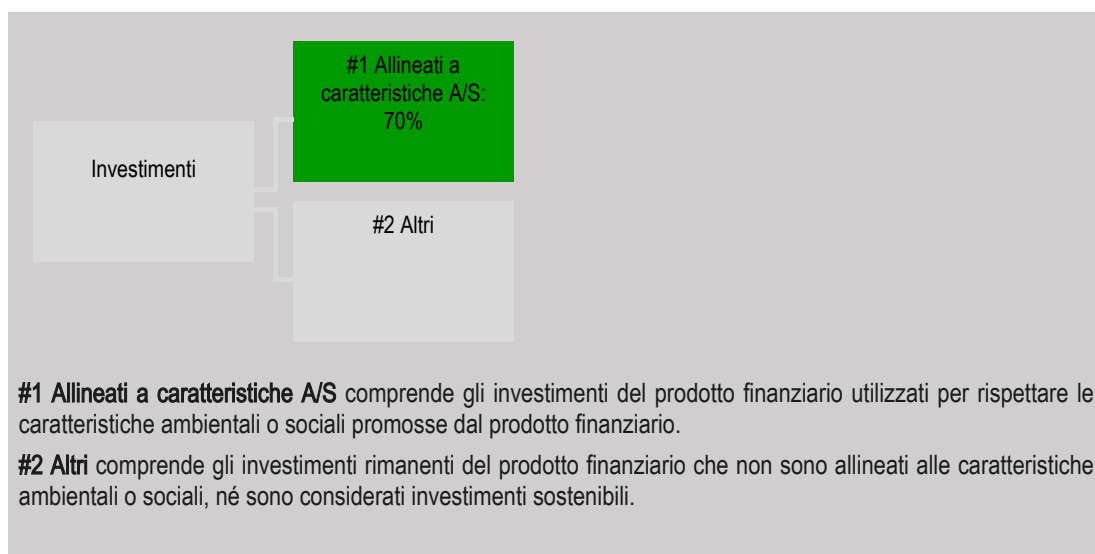 #1 Allineati a
caratteristiche A/S:
70%
Investimenti
#2 Altri
#1 Allineati a caratteristiche A/S comprende gli investimenti del prodotto finanziario utilizzati per rispettare le
caratteristiche ambientali o sociali promosse dal prodotto finanziario.
#2 Altri comprende gli investimenti rimanenti del prodotto finanziario che non sono allineati alle caratteristiche
ambientali o sociali, né sono considerati investimenti sostenibili.